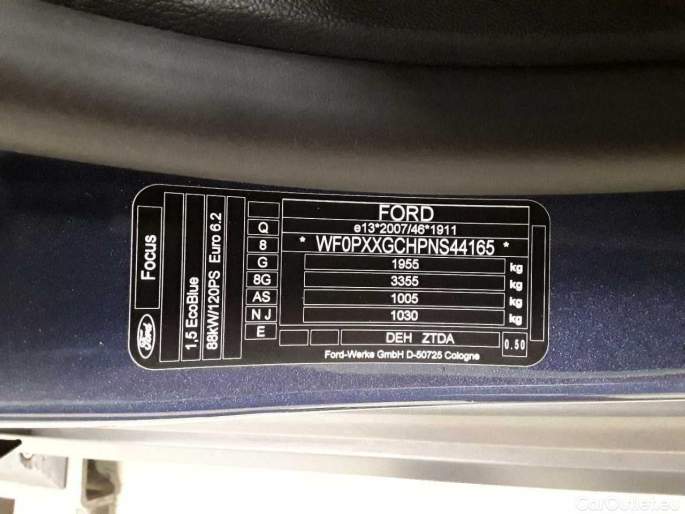 FORD
e13*2007/46*1911
* WF0PXXGCHPNS44165 *
1955 kg
3355 kg
1005 kg
1030 kg
DEH ZTDA
0.50
Ford-Werke GmbH D-50725 Cologne
Q
8
G
8G
AS
N J
E
Focus
Ford
1,5 EcoBlue
88kW/120PS Euro 6.2
CarOutlet.eu